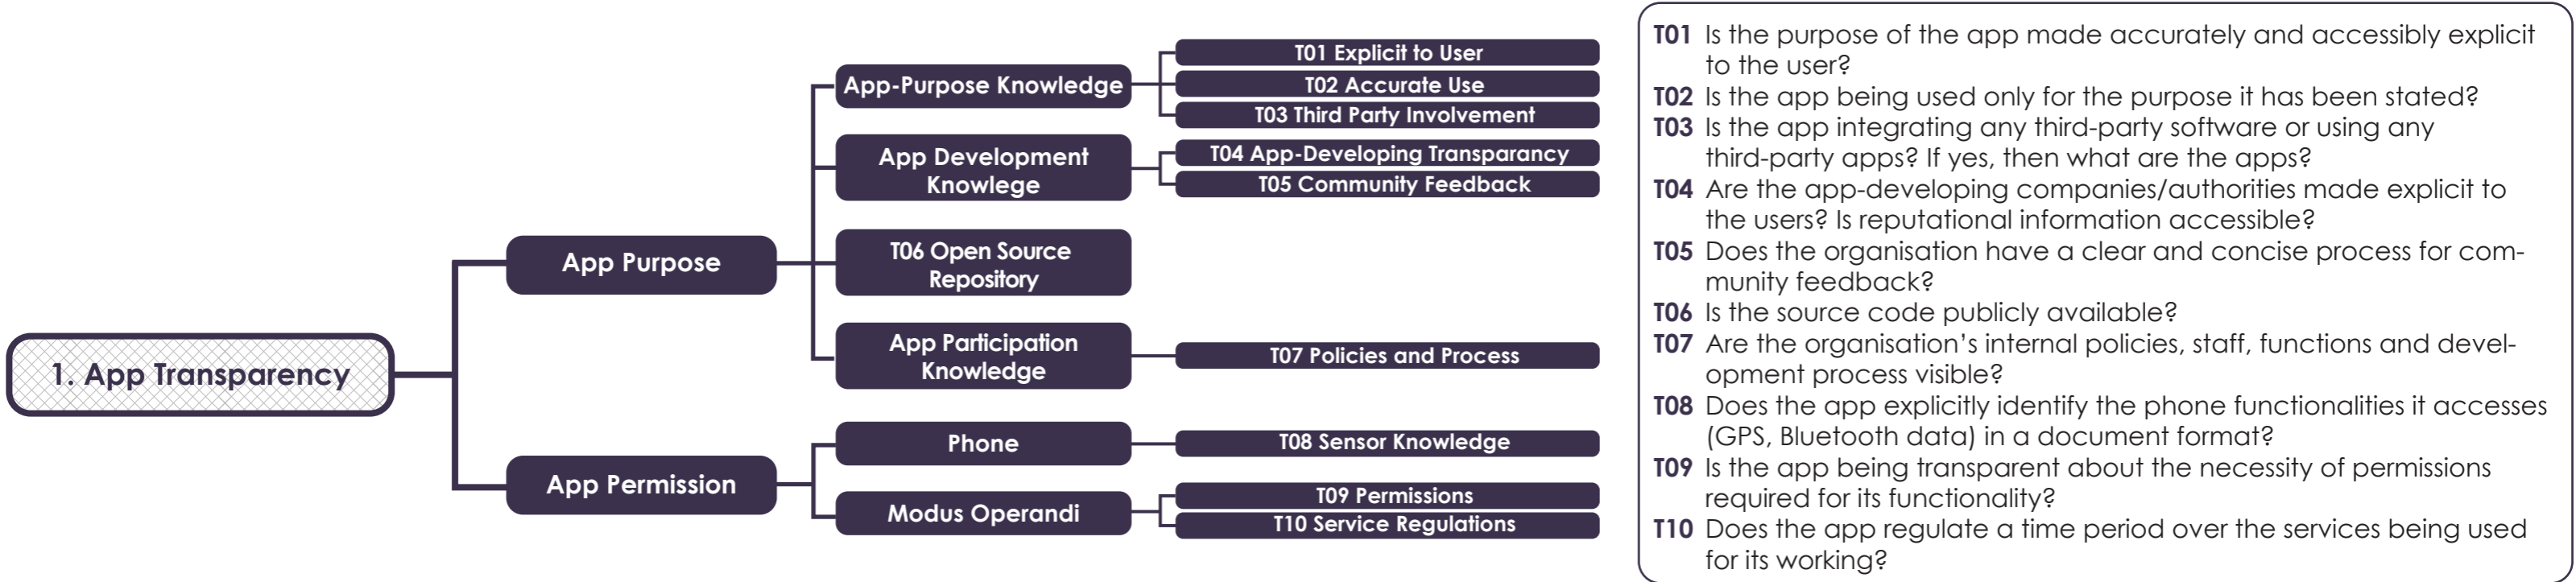 1. App Transparency
App Purpose
App Permission
App-Purpose Knowledge
App Development
Knowlege
T06 Open Source
Repository
App Participation
Knowledge
Phone
Modus Operandi
T01 Explicit to User
T02 Accurate Use
T03 Third Party Involvement
T04 App-Developing Transparancy
T05 Community Feedback
T07 Policies and Process
T08 Sensor Knowledge
T09 Permissions
T10 Service Regulations
T01 Is the purpose of the app made accurately and accessibly explicit
to the user?
T02 Is the app being used only for the purpose it has been stated?
T03 Is the app integrating any third-party software or using any
third-party apps? If yes, then what are the apps?
T04 Are the app-developing companies/authorities made explicit to
the users? Is reputational information accessible?
T05 Does the organisation have a clear and concise process for com-
munity feedback?
T06 Is the source code publicly available?
T07 Are the organisation's internal policies, staff, functions and devel-
opment process visible?
T08 Does the app explicitly identify the phone functionalities it accesses
(GPS, Bluetooth data) in a document format?
T09 Is the app being transparent about the necessity of permissions
required for its functionality?
T10 Does the app regulate a time period over the services being used
for its working?